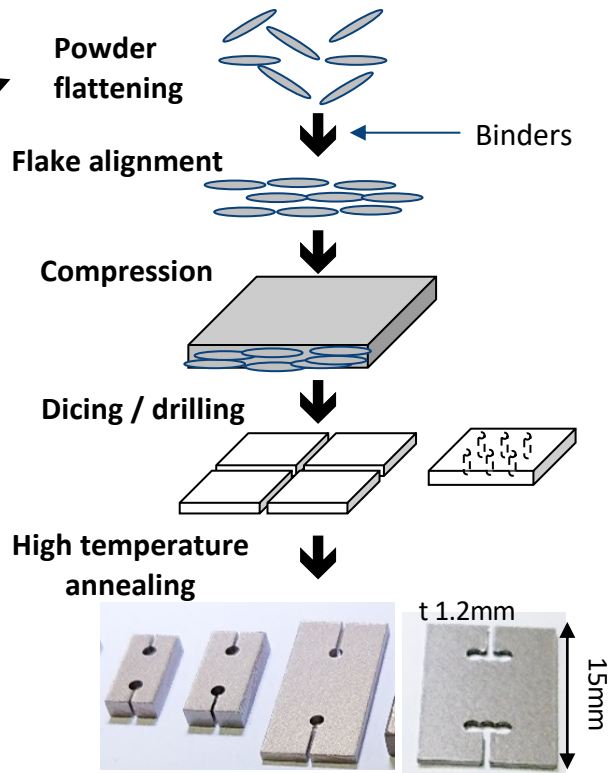 Powder
flattening
Binders
Flake alignment
Compression
Dicing / drilling
High temperature
annealing
t 1.2mm
15mm